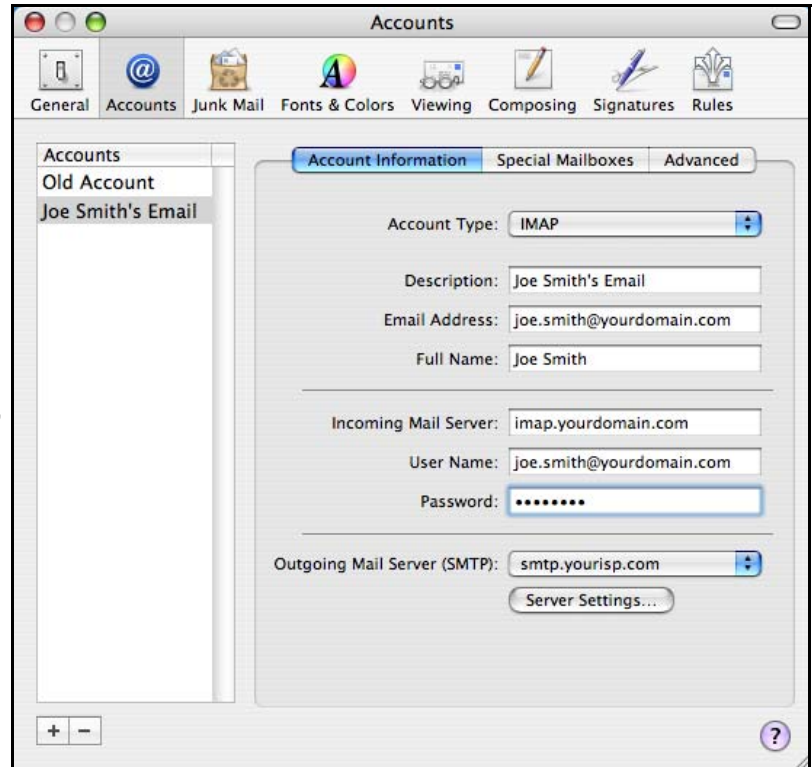 Accounts
General Accounts Junk Mail Fonts & Colors Viewing Composing Signatures Rules
Accounts
Old Account
Joe Smith's Email
Account Information Special Mailboxes Advanced
Account Type: IMAP
Description: Joe Smith's Email
Email Address: joe.smith@yourdomain.com
Full Name: Joe Smith
Incoming Mail Server: imap.yourdomain.com
User Name: joe.smith@yourdomain.com
Password: ••••••••
Outgoing Mail Server (SMTP): smtp.yourisp.com
Server Settings...
+ − ?